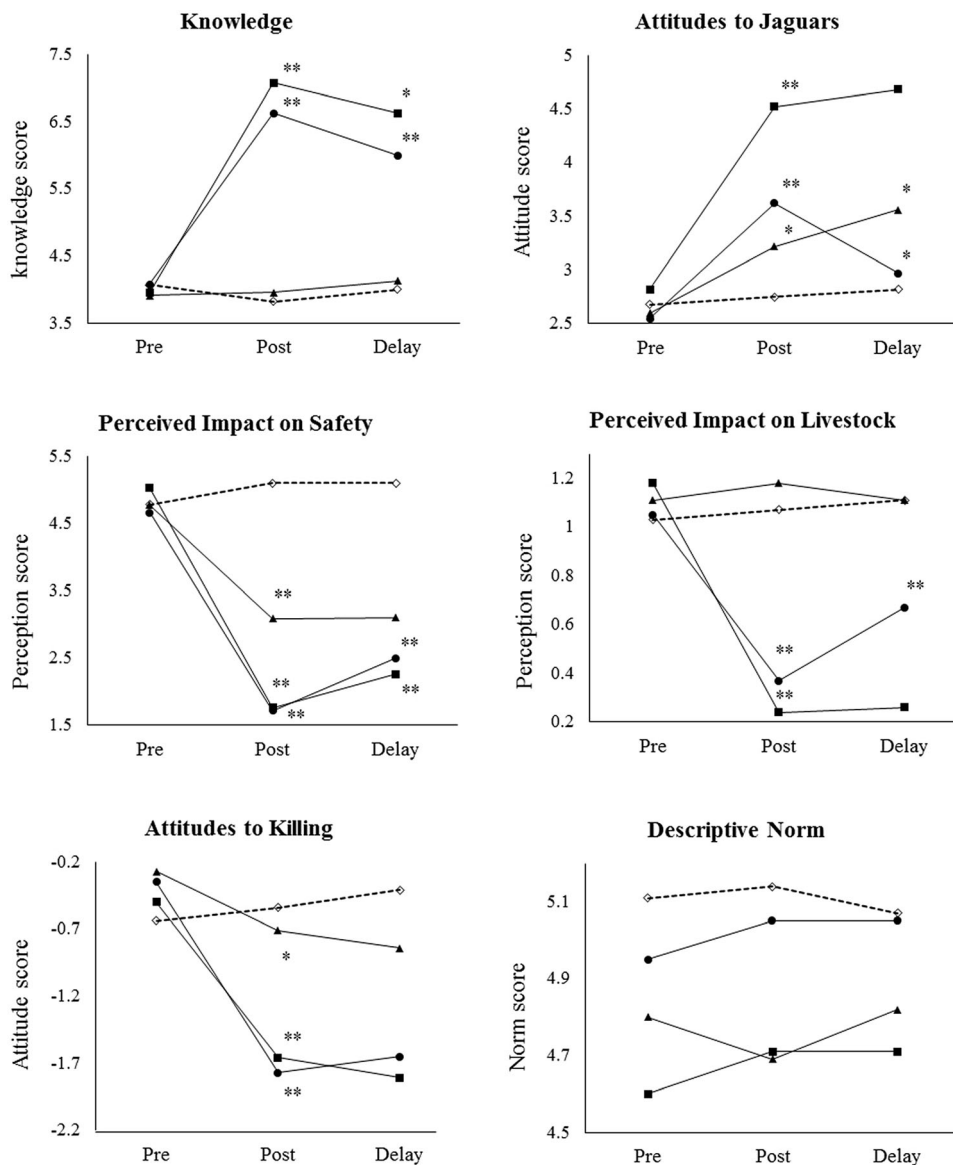 Knowledge
7.5
6.5
5.5
4.5
3.5
knowledge score
Pre
Post
Delay
**
**
*
**
Attitudes to Jaguars
5
4.5
4
3.5
3
2.5
Attitude score
Pre
Post
Delay
**
**
*
*
*
Perceived Impact on Safety
5.5
4.5
3.5
2.5
1.5
Perception score
Pre
Post
Delay
**
**
**
**
**
Perceived Impact on Livestock
1.2
1
0.8
0.6
0.4
0.2
Perception score
Pre
Post
Delay
**
**
**
Attitudes to Killing
-0.2
-0.7
-1.2
-1.7
-2.2
Attitude score
Pre
Post
Delay
*
**
**
Descriptive Norm
5.1
4.9
4.7
4.5
Norm score
Pre
Post
Delay